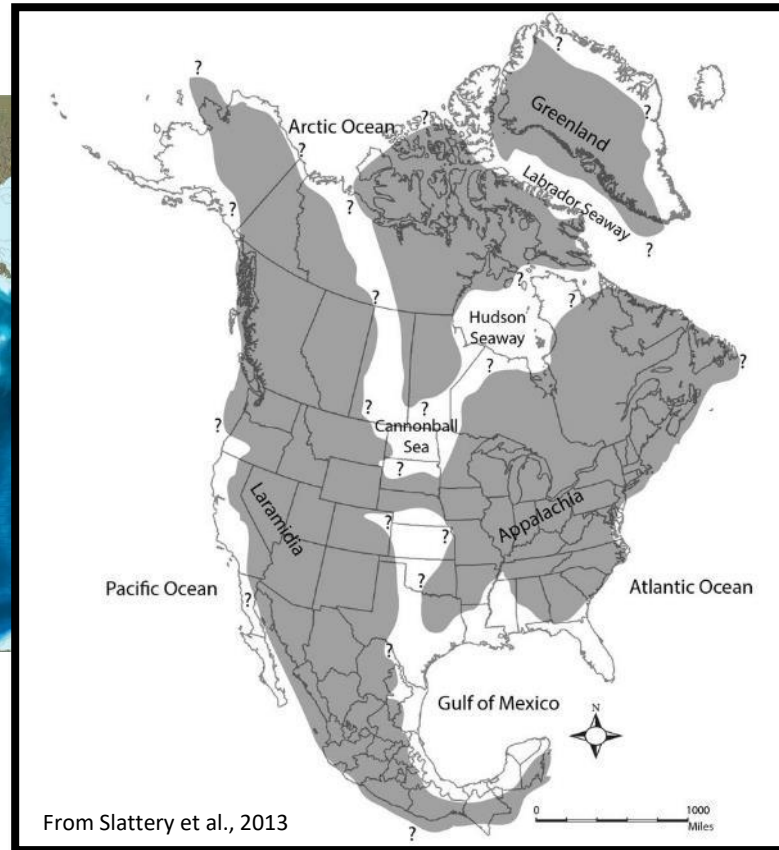 ?
?
Arctic Ocean
?
?
Greenland
?
?
?
Labrador
Seaway
?
?
?
?
Hudson
Seaway
?
?
?
?
?
?
Cannonball
Sea
?
Laramidia
?
?
Appalachia
?
Pacific Ocean
?
Atlantic Ocean
?
Gulf of Mexico
N
0 1000
Miles
From Slattery et al., 2013
?